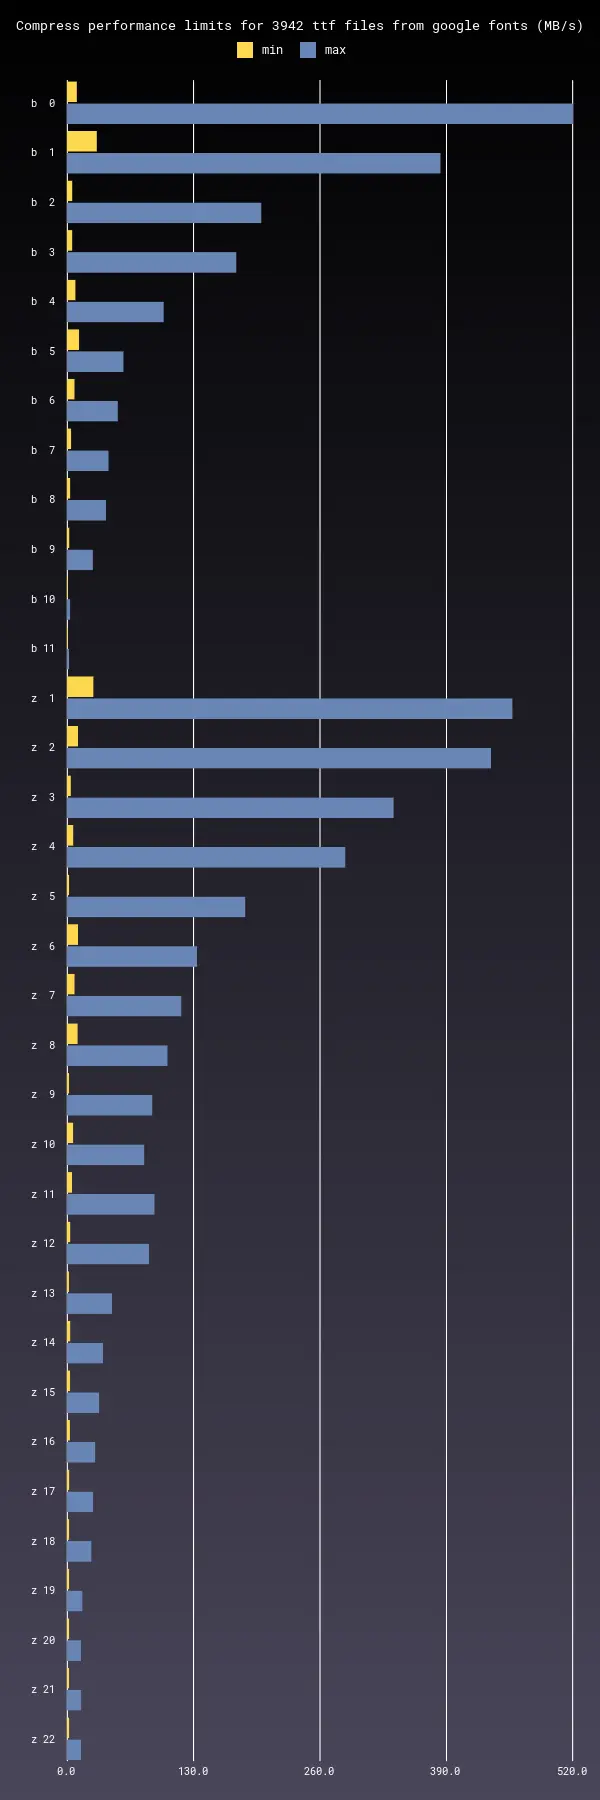 Compress performance limits for 3942 ttf files from google fonts (MB/s)
min max
b 0
b 1
b 2
b 3
b 4
b 5
b 6
b 7
b 8
b 9
b 10
b 11
z 1
z 2
z 3
z 4
z 5
z 6
z 7
z 8
z 9
z 10
z 11
z 12
z 13
z 14
z 15
z 16
z 17
z 18
z 19
z 20
z 21
z 22
0.0 130.0 260.0 390.0 520.0